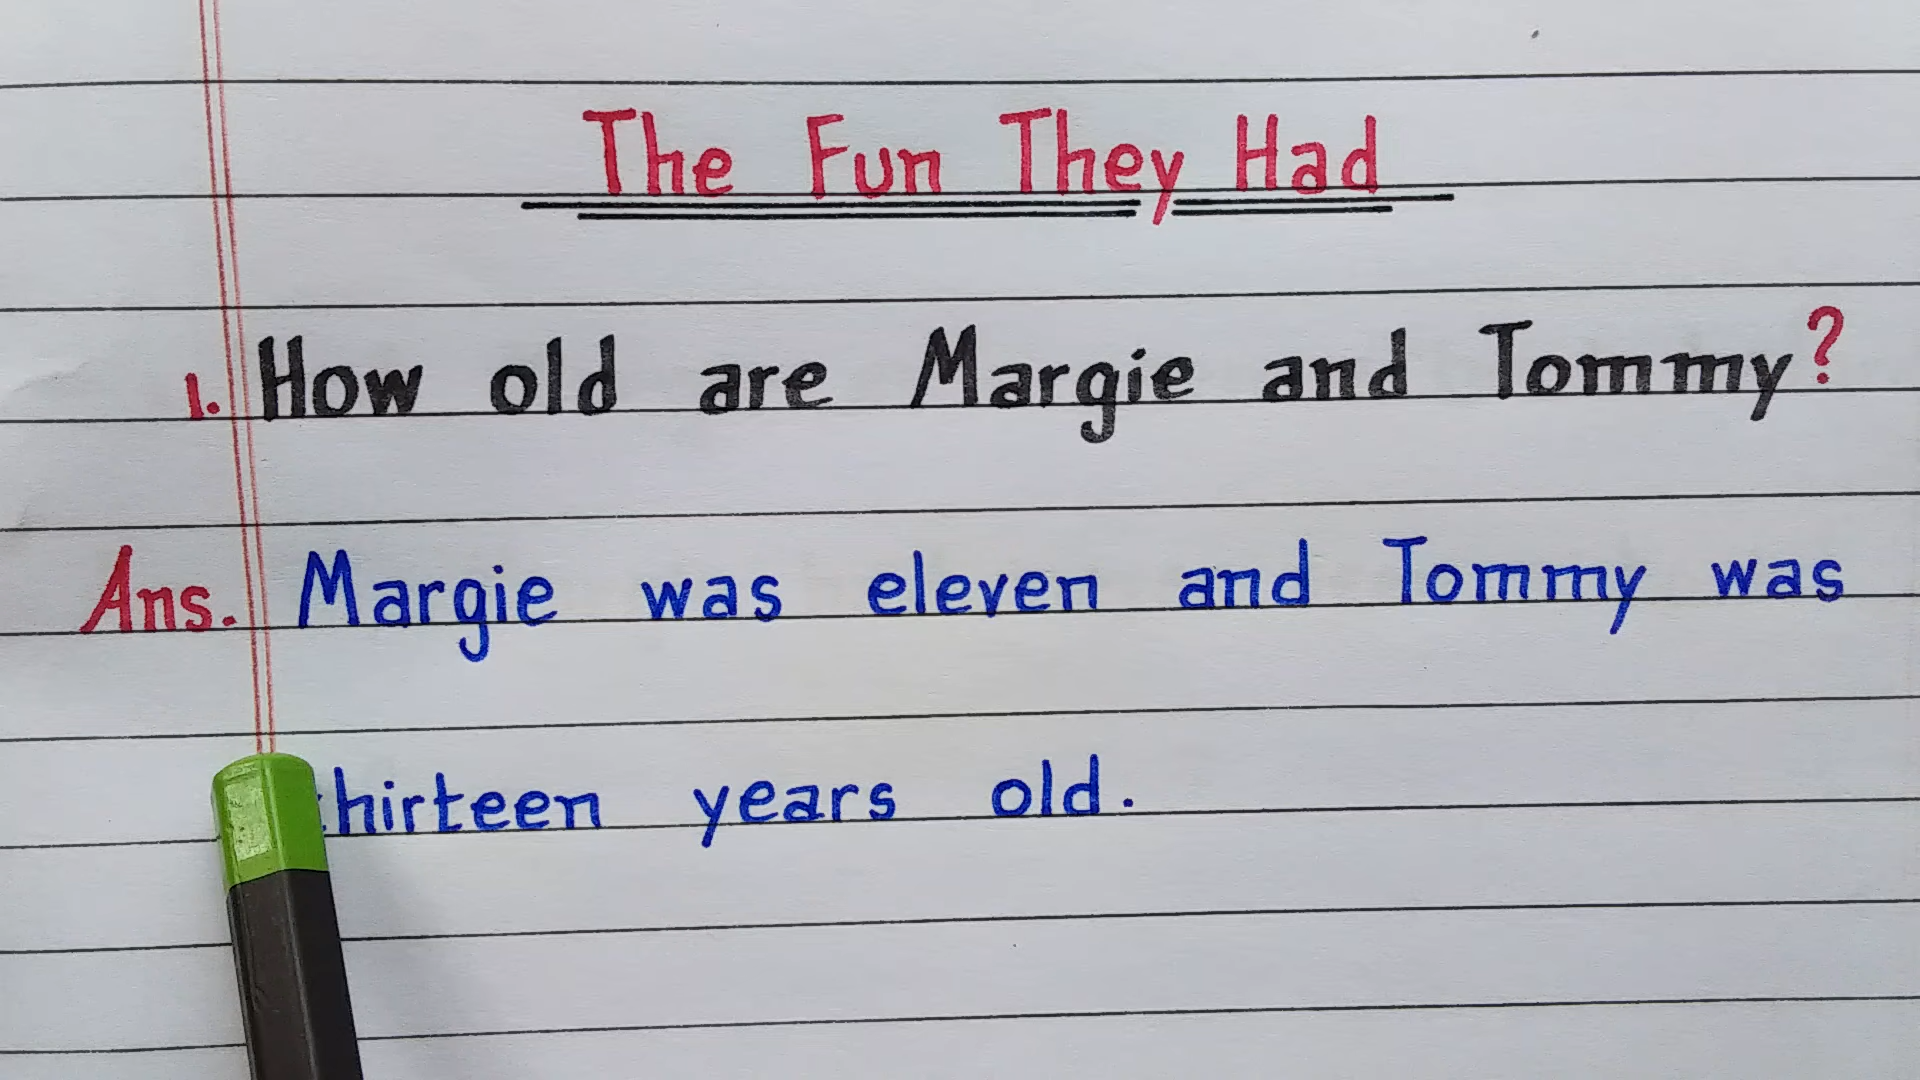 The Fun They Had
1. How old are Margie and Tommy?
Ans. Margie was eleven and Tommy was
thirteen years old.